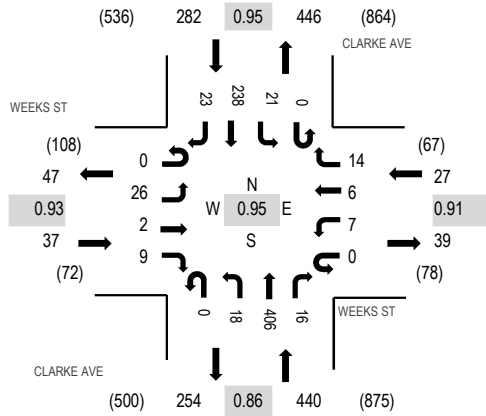 (536) 282 0.95 446 (864)
CLARKE AVE
WEEKS ST
23 238 21 0
(108) (67)
47 0 14 27
26 N 6
0.93 W 0.95 E 0.91
2 S 7
37 9 0 39
(72) (78)
0 18 406 16
WEEKS ST
CLARKE AVE
(500) 254 0.86 440 (875)